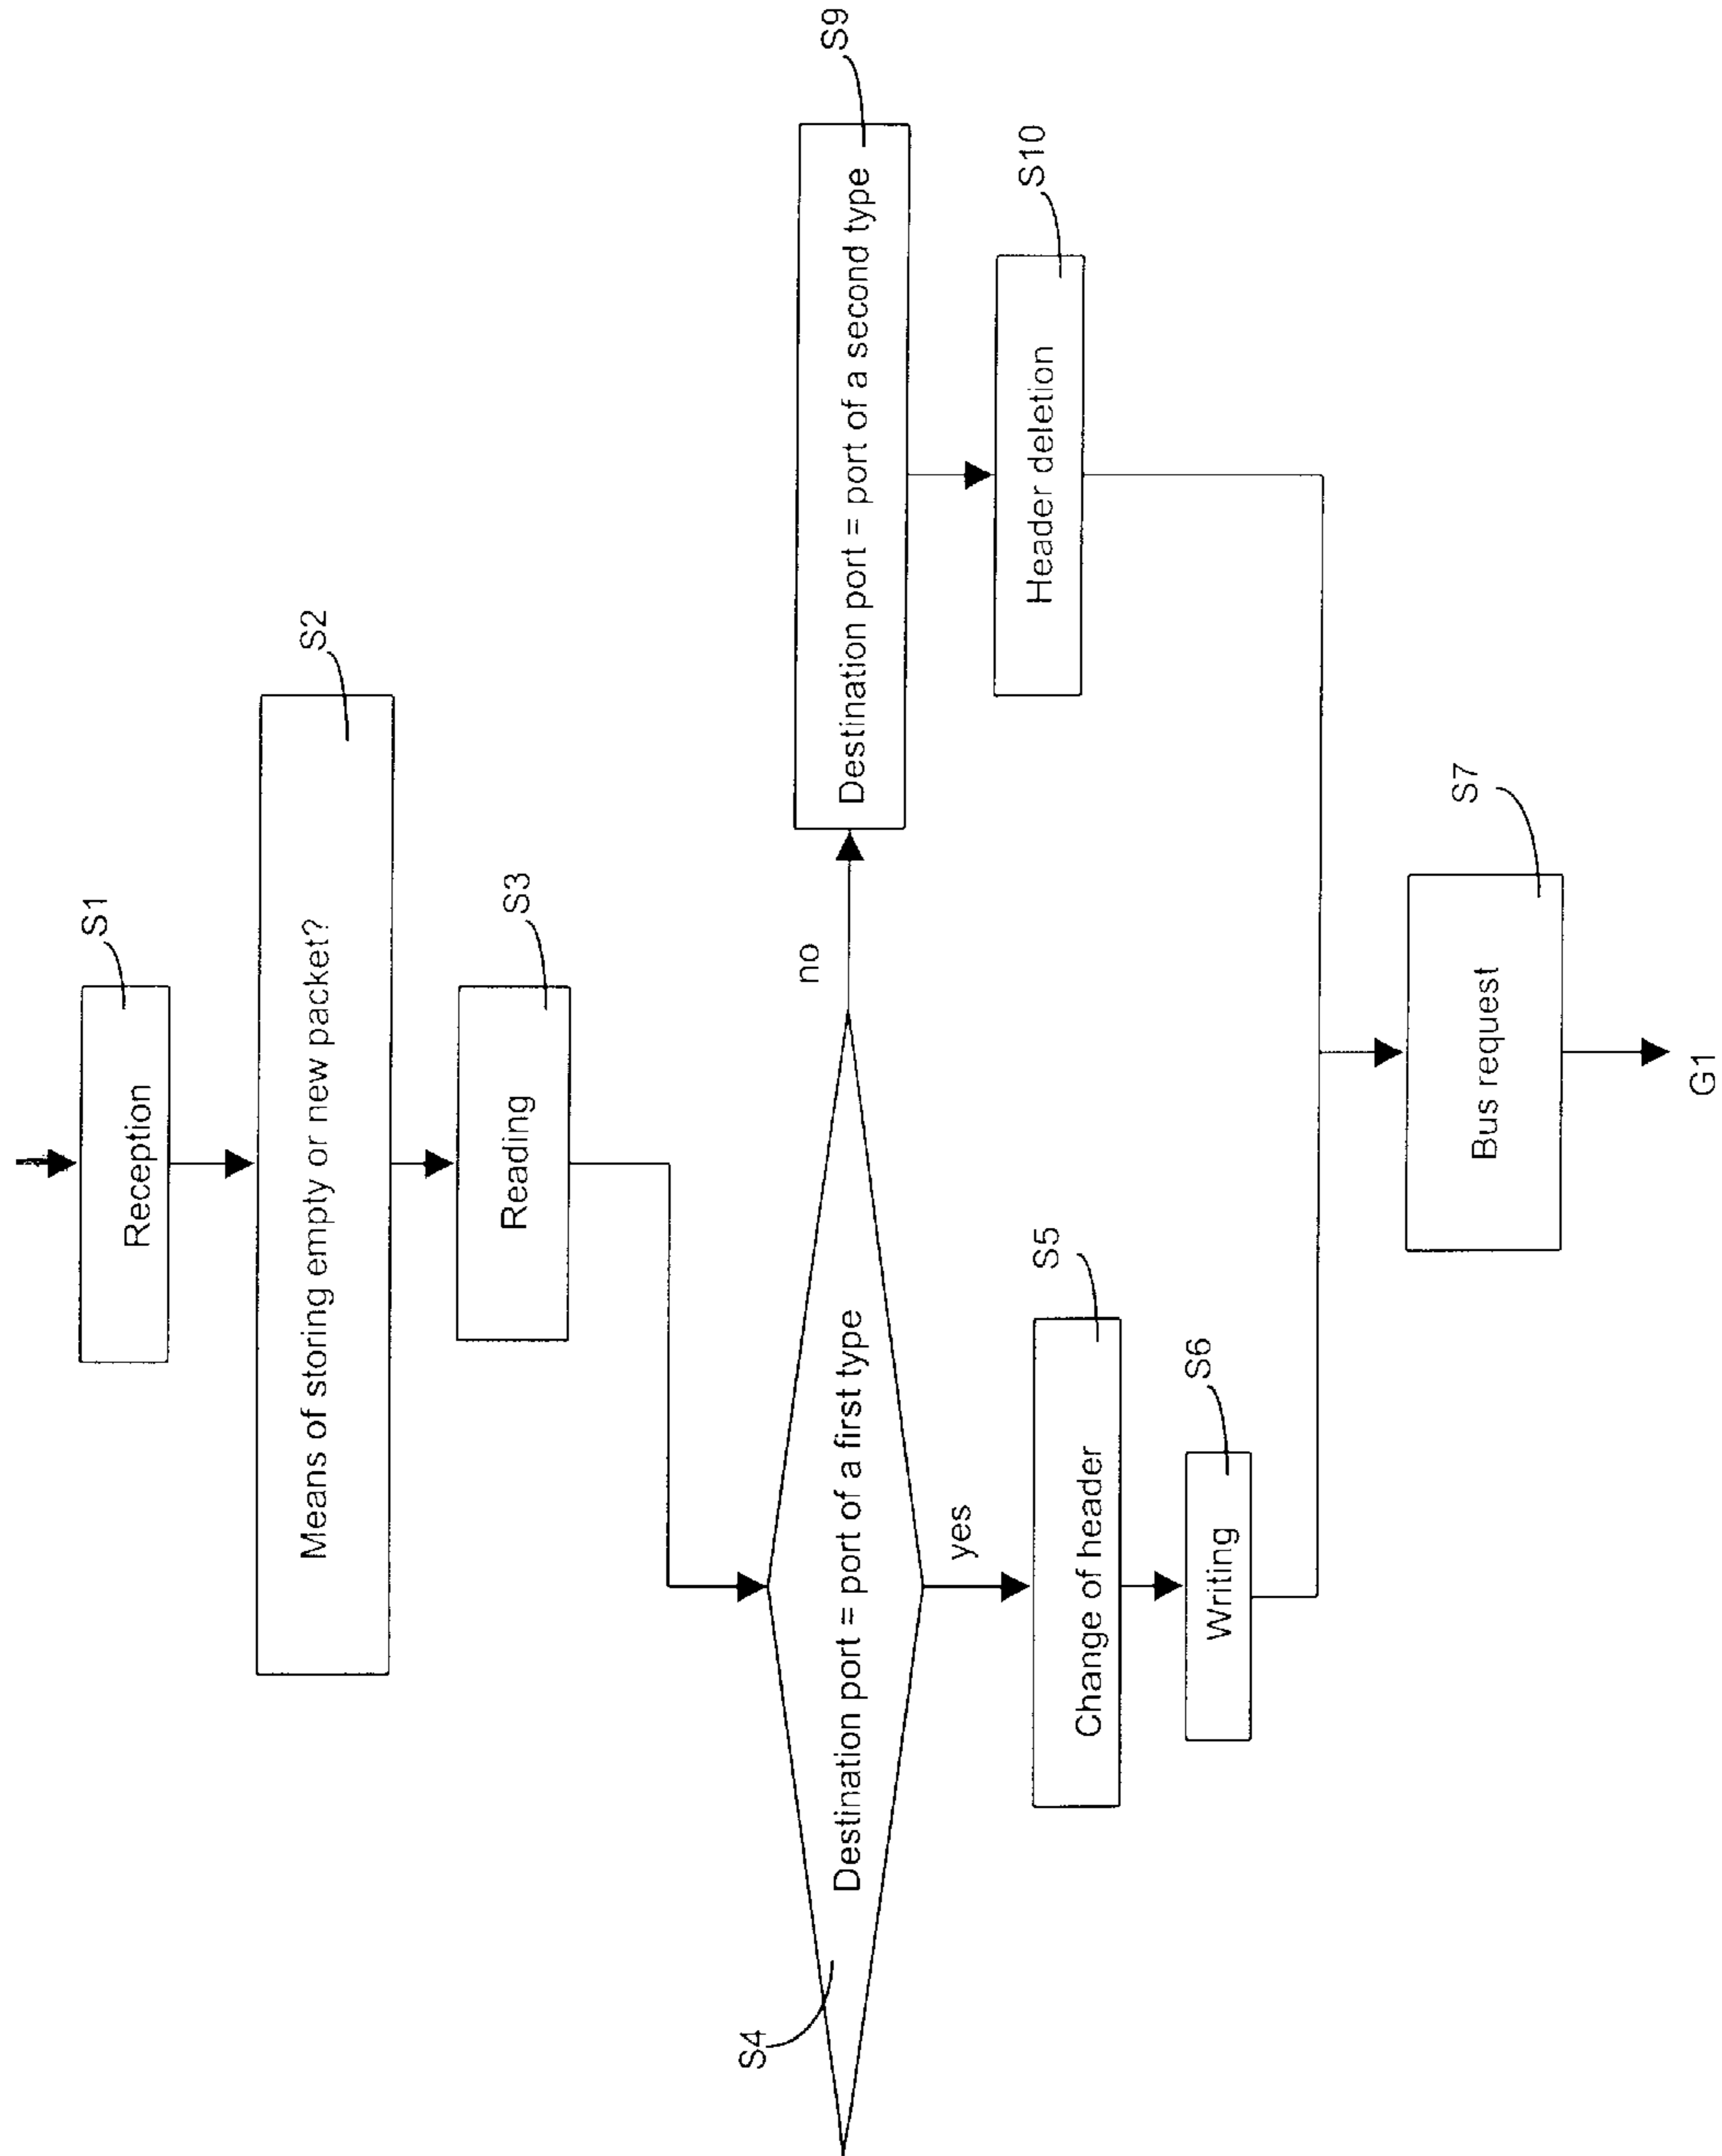 S1
Reception
S2
Means of storing empty or new packet?
S3
Reading
S4
Destination port = port of a first type
no
S9
Destination port = port of a second type
S10
Header deletion
yes
S5
Change of header
S6
Writing
S7
Bus request
G1